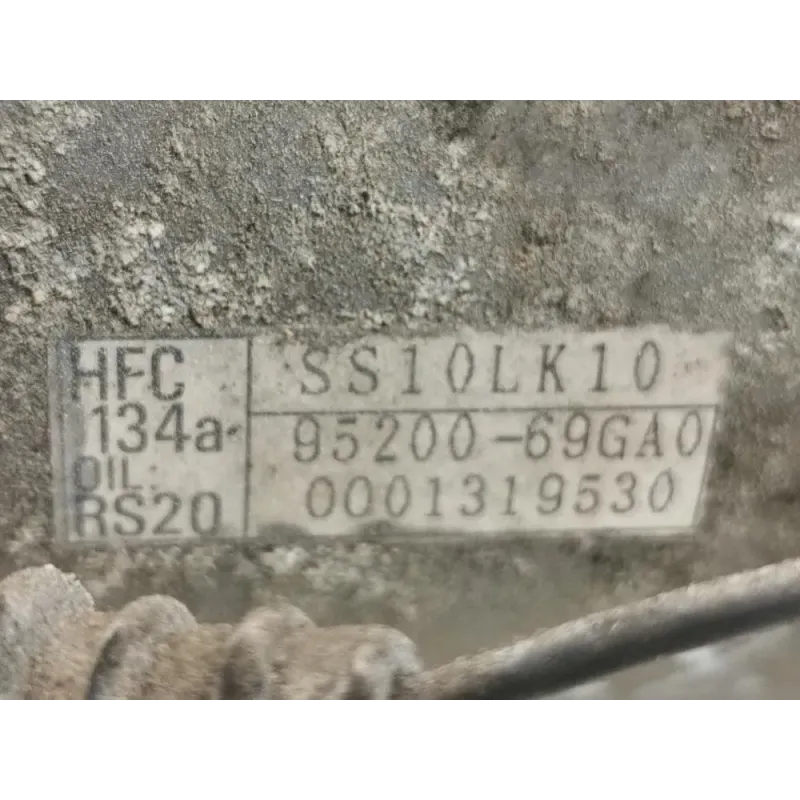 HFC
134a
OIL:
RS20
SS10LK10
95200-69GA0
0001319530